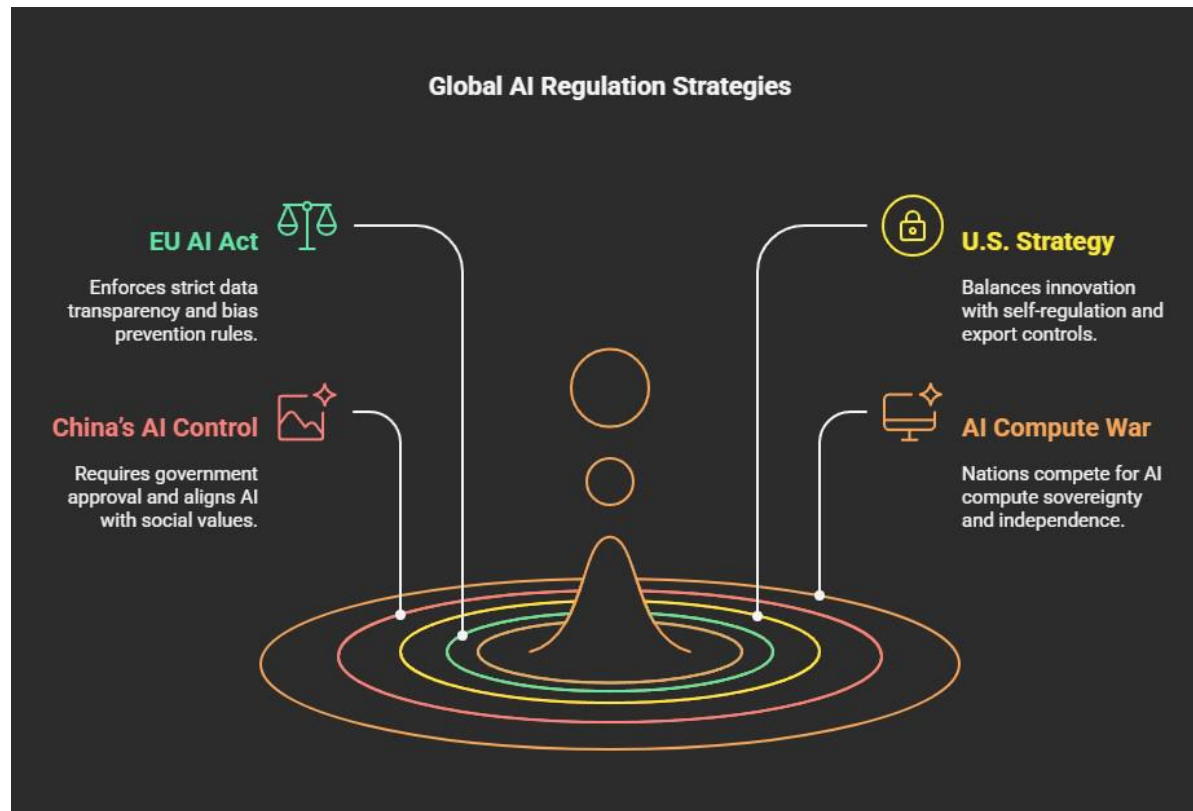 Global AI Regulation Strategies
EU AI Act
Enforces strict data
transparency and bias
prevention rules.
China's AI Control
Requires government
approval and aligns AI
with social values.
U.S. Strategy
Balances innovation
with self-regulation and
export controls.
AI Compute War
Nations compete for AI
compute sovereignty
and independence.